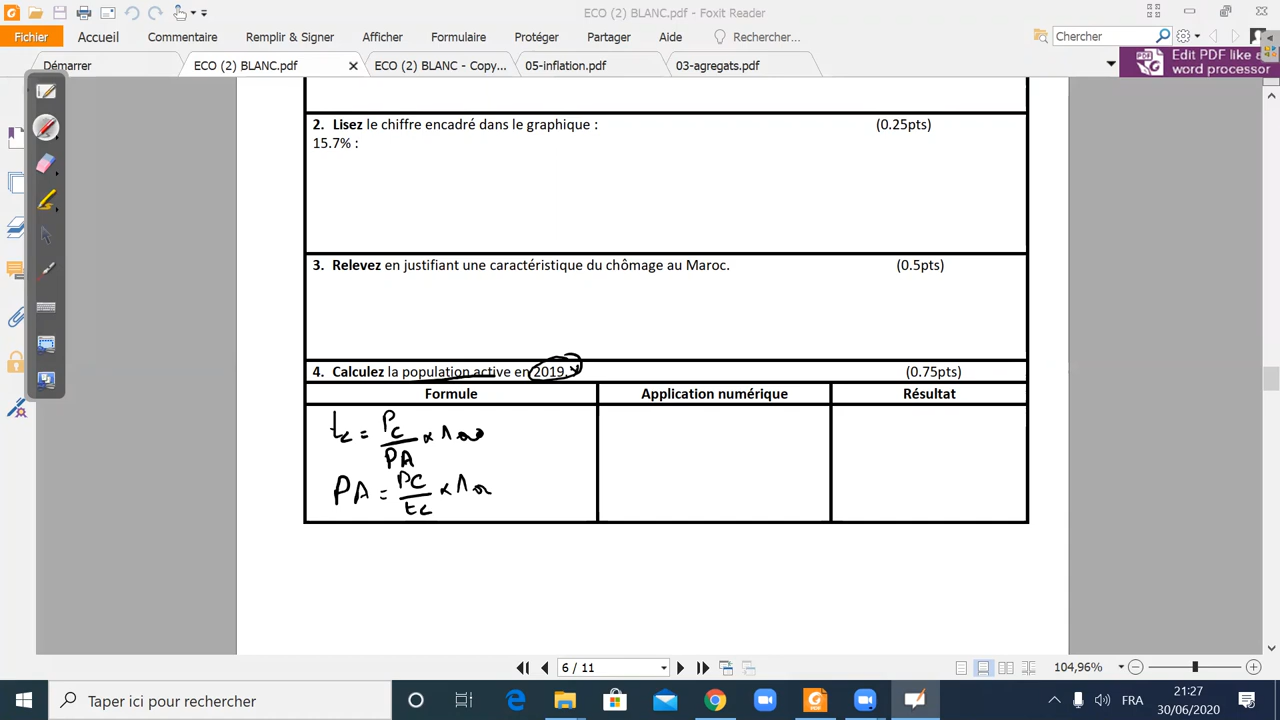 ECO (2) BLANC.pdf - Foxit Reader
Fichier Accueil Commentaire Remplir & Signer Afficher Formulaire Protéger Partager Aide Rechercher... Chercher
Démarrer ECO (2) BLANC.pdf ECO (2) BLANC - Copy... 05-inflation.pdf 03-agregats.pdf
Edit PDF like a
word processor
2. Lisez le chiffre encadré dans le graphique : (0.25pts)
15.7% :
3. Relevez en justifiant une caractéristique du chômage au Maroc. (0.5pts)
4. Calculez la population active en 2019. (0.75pts)
Formule Application numérique Résultat
tc = Pc / PA × 100
PA = PC / tc × 100
6 / 11 104,96%
Taper ici pour rechercher
FRA
21:27
30/06/2020